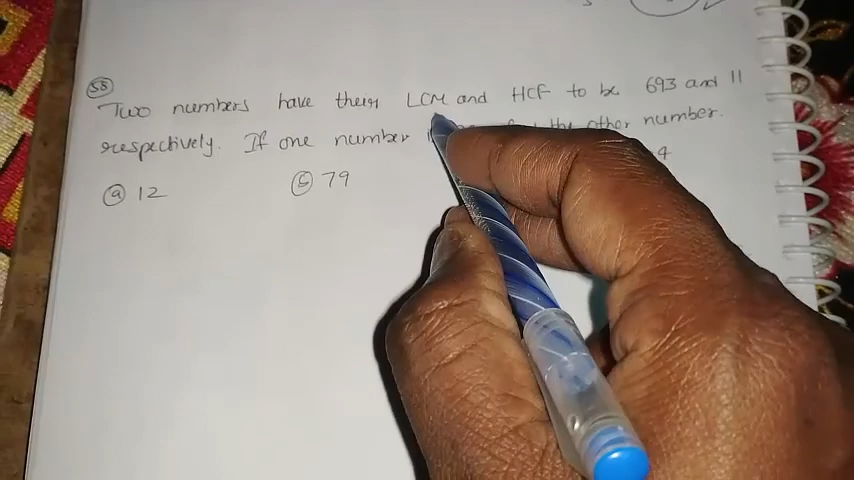 58
Two numbers have their LCM and HCF to be 693 and 11
respectively. If one number the other number.
a 12 b 79 4